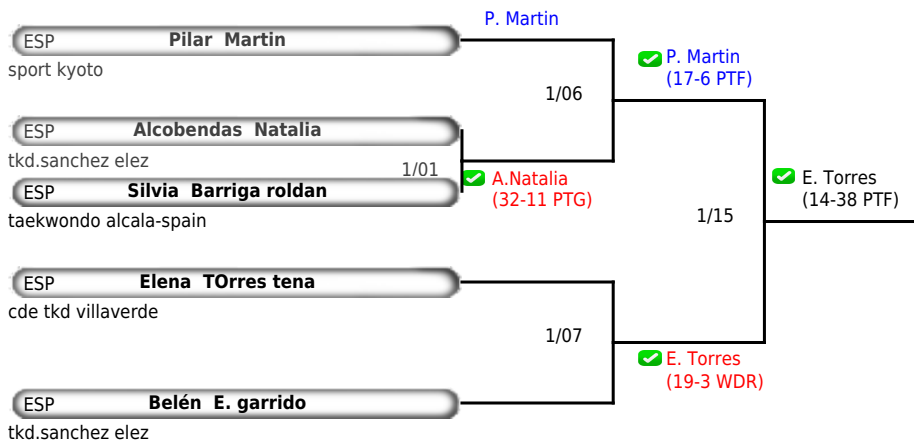 P. Martin
ESP Pilar Martin
sport kyoto
P. Martin
(17-6 PTF)
1/06
ESP Alcobendas Natalia
tkd.sanchez elez
1/01
A.Natalia
(32-11 PTG)
ESP Silvia Barriga roldan
taekwondo alcala-spain
E. Torres
(14-38 PTF)
1/15
ESP Elena TOrres tena
cde tkd villaverde
1/07
E. Torres
(19-3 WDR)
ESP Belén E. garrido
tkd.sanchez elez